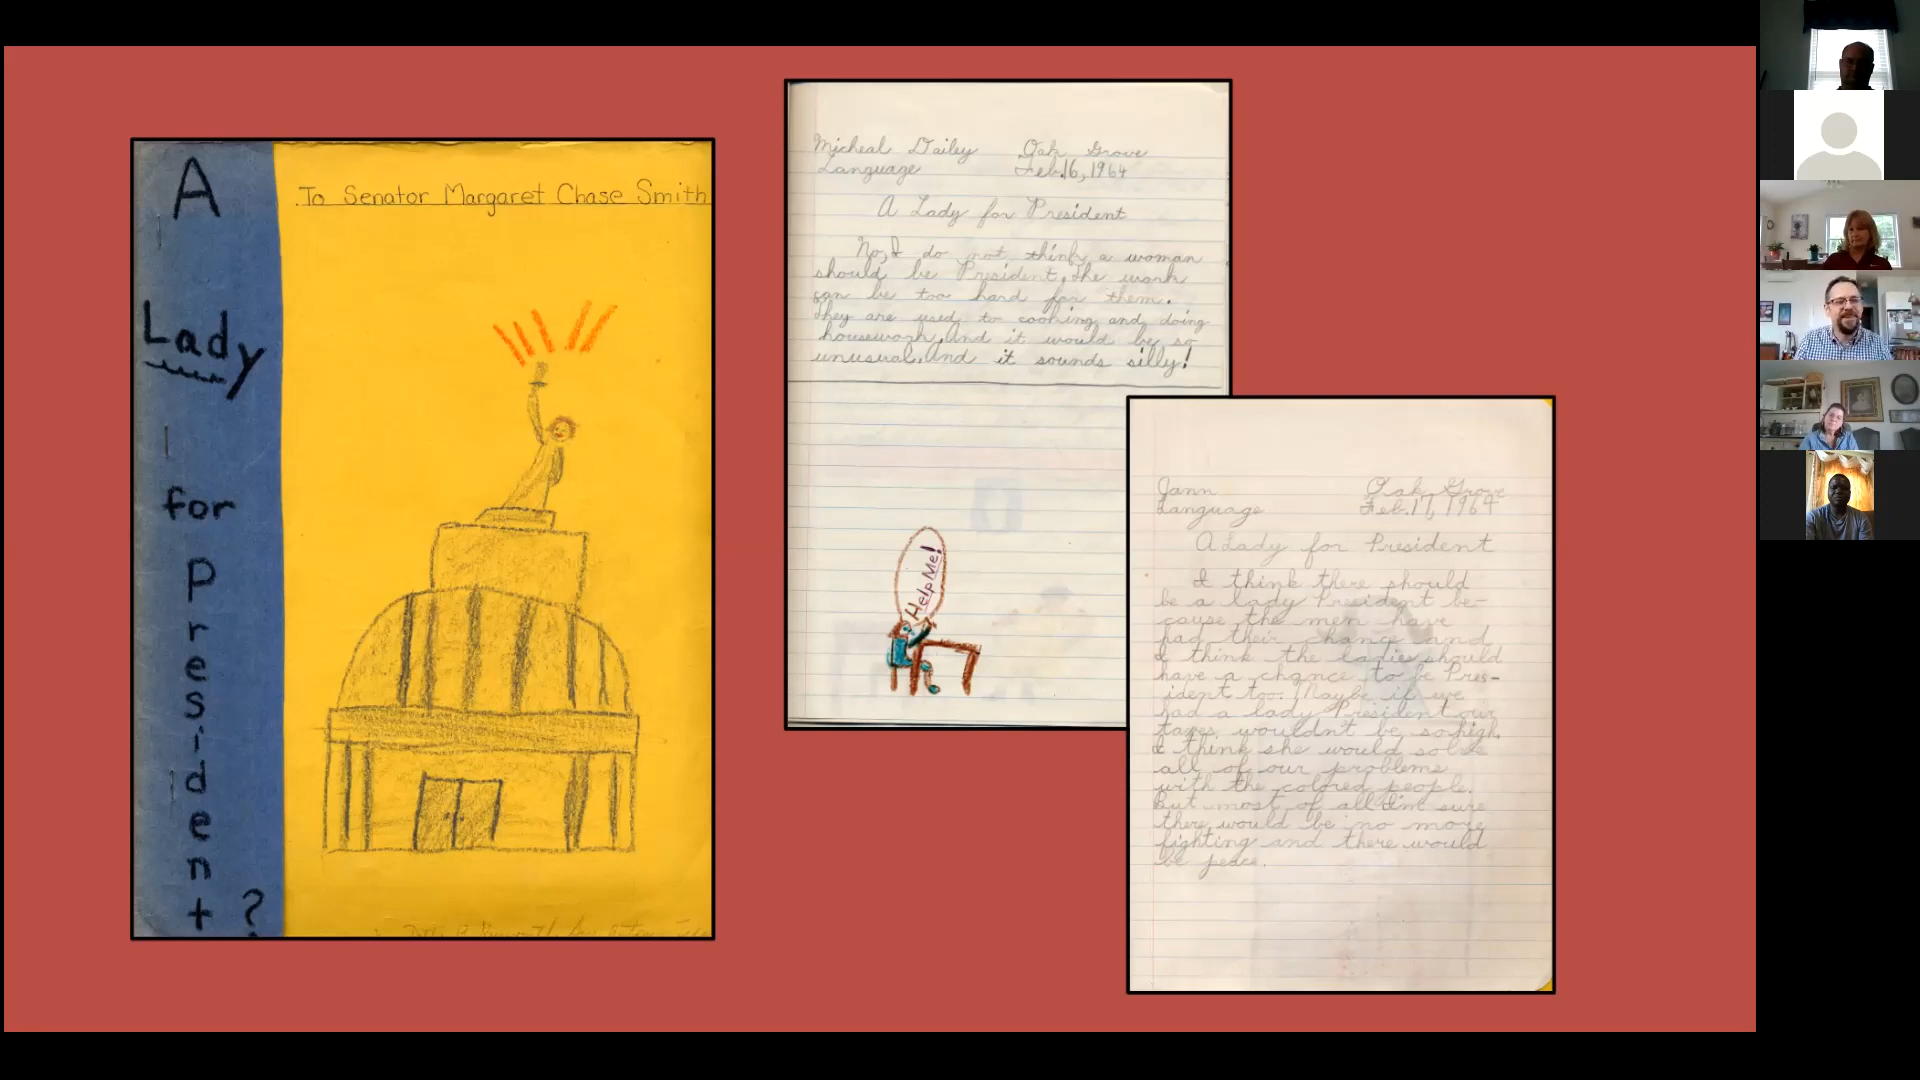 A
Lady
for
President
?
To Senator Margaret Chase Smith
Micheal Dailey Oak Grove
Language Feb. 16, 1964
A Lady for President
No, I do not think a woman
should be President. The work
can be too hard for them.
They are used to cooking and doing
housework. And it would be so
unusual. And it sounds silly!
Help Me!
Jann Oak Grove
Language Feb. 17, 1964
A Lady for President
I think there should
be a lady President be-
cause the men have
had their chance and
I think the ladies should
have a chance to be Pres-
ident too. Maybe if we
had a lady President our
taxes wouldn't be so high.
I think she would solve
all of our problems
with the colored people.
But most of all I'm sure
there would be no more
fighting and there would
be peace.